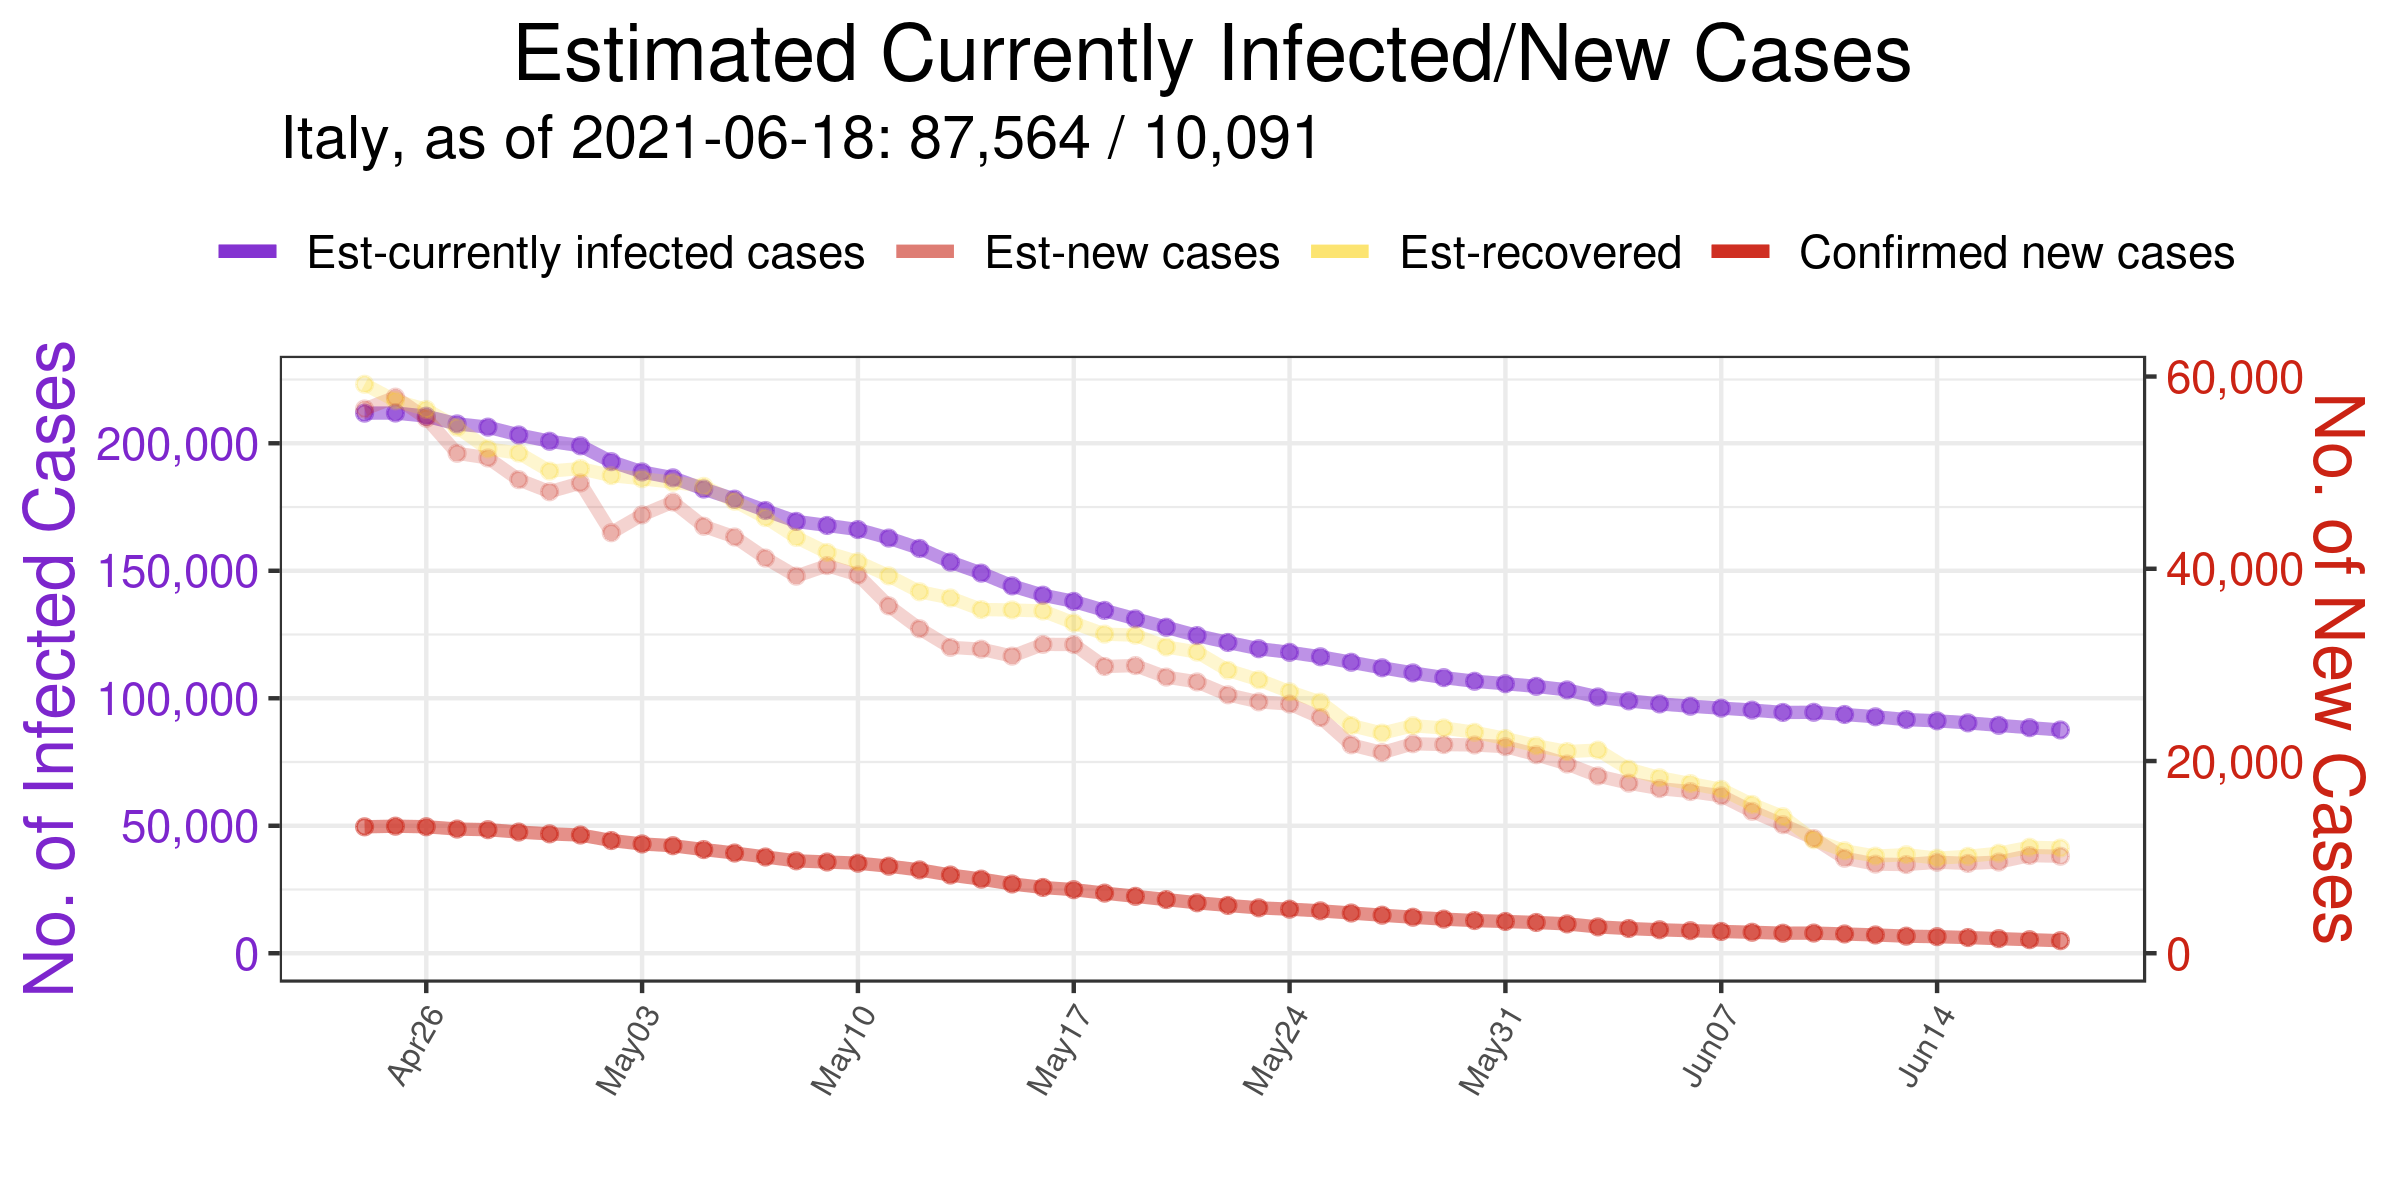 Estimated Currently Infected/New Cases
Italy, as of 2021-06-18: 87,564 / 10,091
Est-currently infected cases
Est-new cases
Est-recovered
Confirmed new cases
No. of Infected Cases
200,000
150,000
100,000
50,000
0
60,000
40,000
20,000
0
No. of New Cases
Apr26
May03
May10
May17
May24
May31
Jun07
Jun14